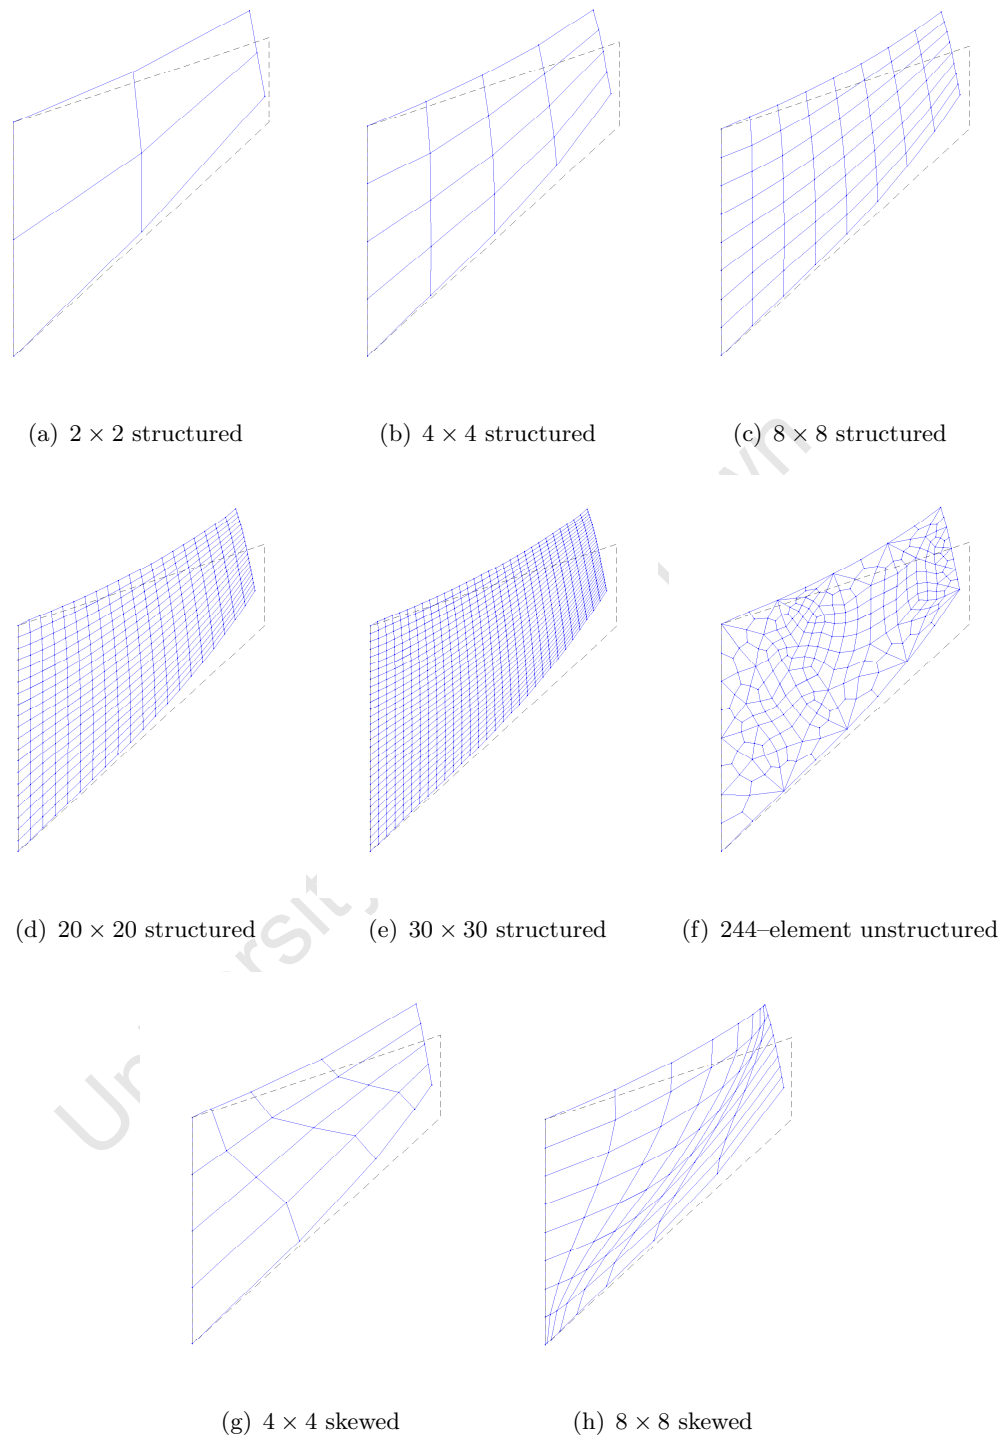 (a) 2 × 2 structured
(b) 4 × 4 structured
(c) 8 × 8 structured
(d) 20 × 20 structured
(e) 30 × 30 structured
(f) 244–element unstructured
(g) 4 × 4 skewed
(h) 8 × 8 skewed